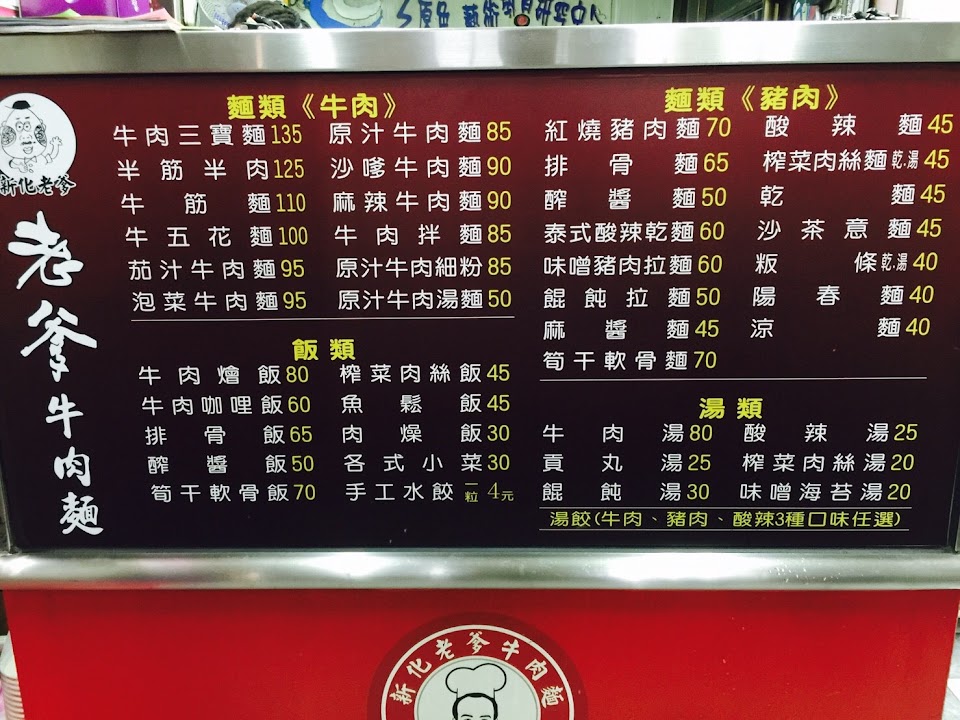 原色 藝術
新化老爹
老爹牛肉麵
麵類《牛肉》
牛肉三寶麵135 原汁牛肉麵85
半筋半肉125 沙嗲牛肉麵90
牛筋麵110 麻辣牛肉麵90
牛五花麵100 牛肉拌麵85
茄汁牛肉麵95 原汁牛肉細粉85
泡菜牛肉麵95 原汁牛肉湯麵50
飯類
牛肉燴飯80 榨菜肉絲飯45
牛肉咖哩飯60 魚鬆飯45
排骨飯65 肉燥飯30
醡醬飯50 各式小菜30
筍干軟骨飯70 手工水餃一粒4元
麵類《豬肉》
紅燒豬肉麵70 酸辣麵45
排骨麵65 榨菜肉絲麵乾.湯45
醡醬麵50 乾麵45
泰式酸辣乾麵60 沙茶意麵45
味噌豬肉拉麵60 粄條乾.湯40
餛飩拉麵50 陽春麵40
麻醬麵45 涼麵40
筍干軟骨麵70
湯類
牛肉湯80 酸辣湯25
貢丸湯25 榨菜肉絲湯20
餛飩湯30 味噌海苔湯20
湯餃(牛肉、豬肉、酸辣3種口味任選)
新化老爹牛肉麵